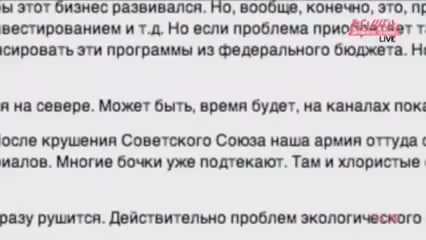 ы этот бизнес развивался. Но, вообще, конечно, это, пр
LIVE
вестированием и т.д. Но если проблема
нсировать эти программы из федерального бюджета. Но
я на севере. Может быть, время будет, на каналах пока
После крушения Советского Союза наша армия оттуда с
риалов. Многие бочки уже подтекают. Там и хлористые
разу рушится. Действительно проблем экологического